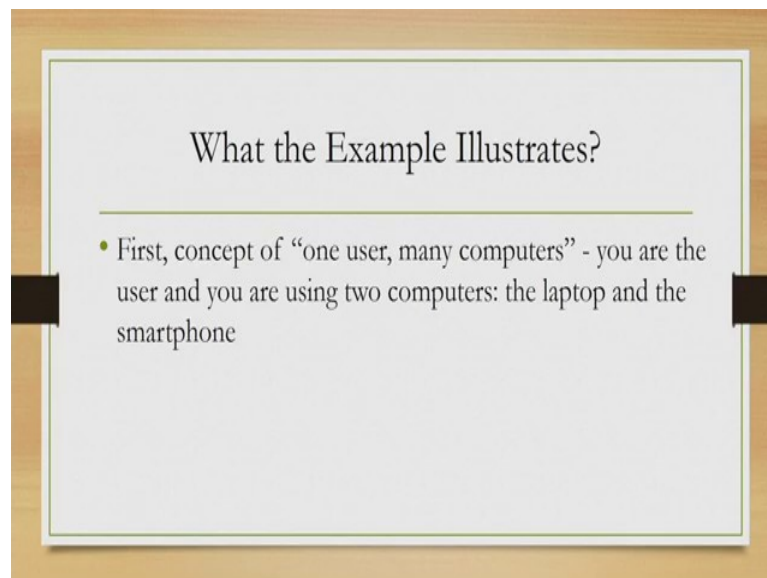 What the Example Illustrates?
• First, concept of “one user, many computers” - you are the
user and you are using two computers: the laptop and the
smartphone